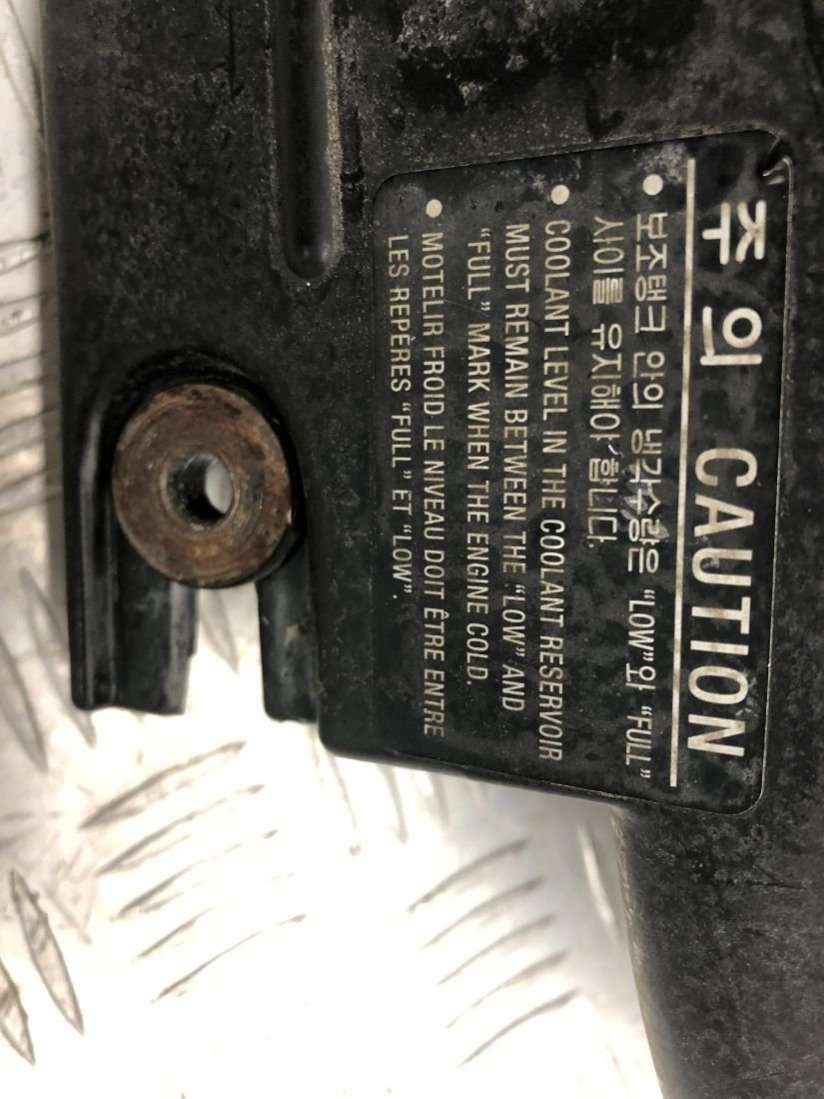 주의 CAUTION
● 보조탱크 안의 냉각수량은 “LOW”와 “FULL”
사이를 유지해야 합니다.
● COOLANT LEVEL IN THE COOLANT RESERVOIR
MUST REMAIN BETWEEN THE “LOW” AND
“FULL” MARK WHEN THE ENGINE COLD.
● MOTELIR FROID LE NIVEAU DOIT ÊTRE ENTRE
LES REPÈRES “FULL” ET “LOW”.